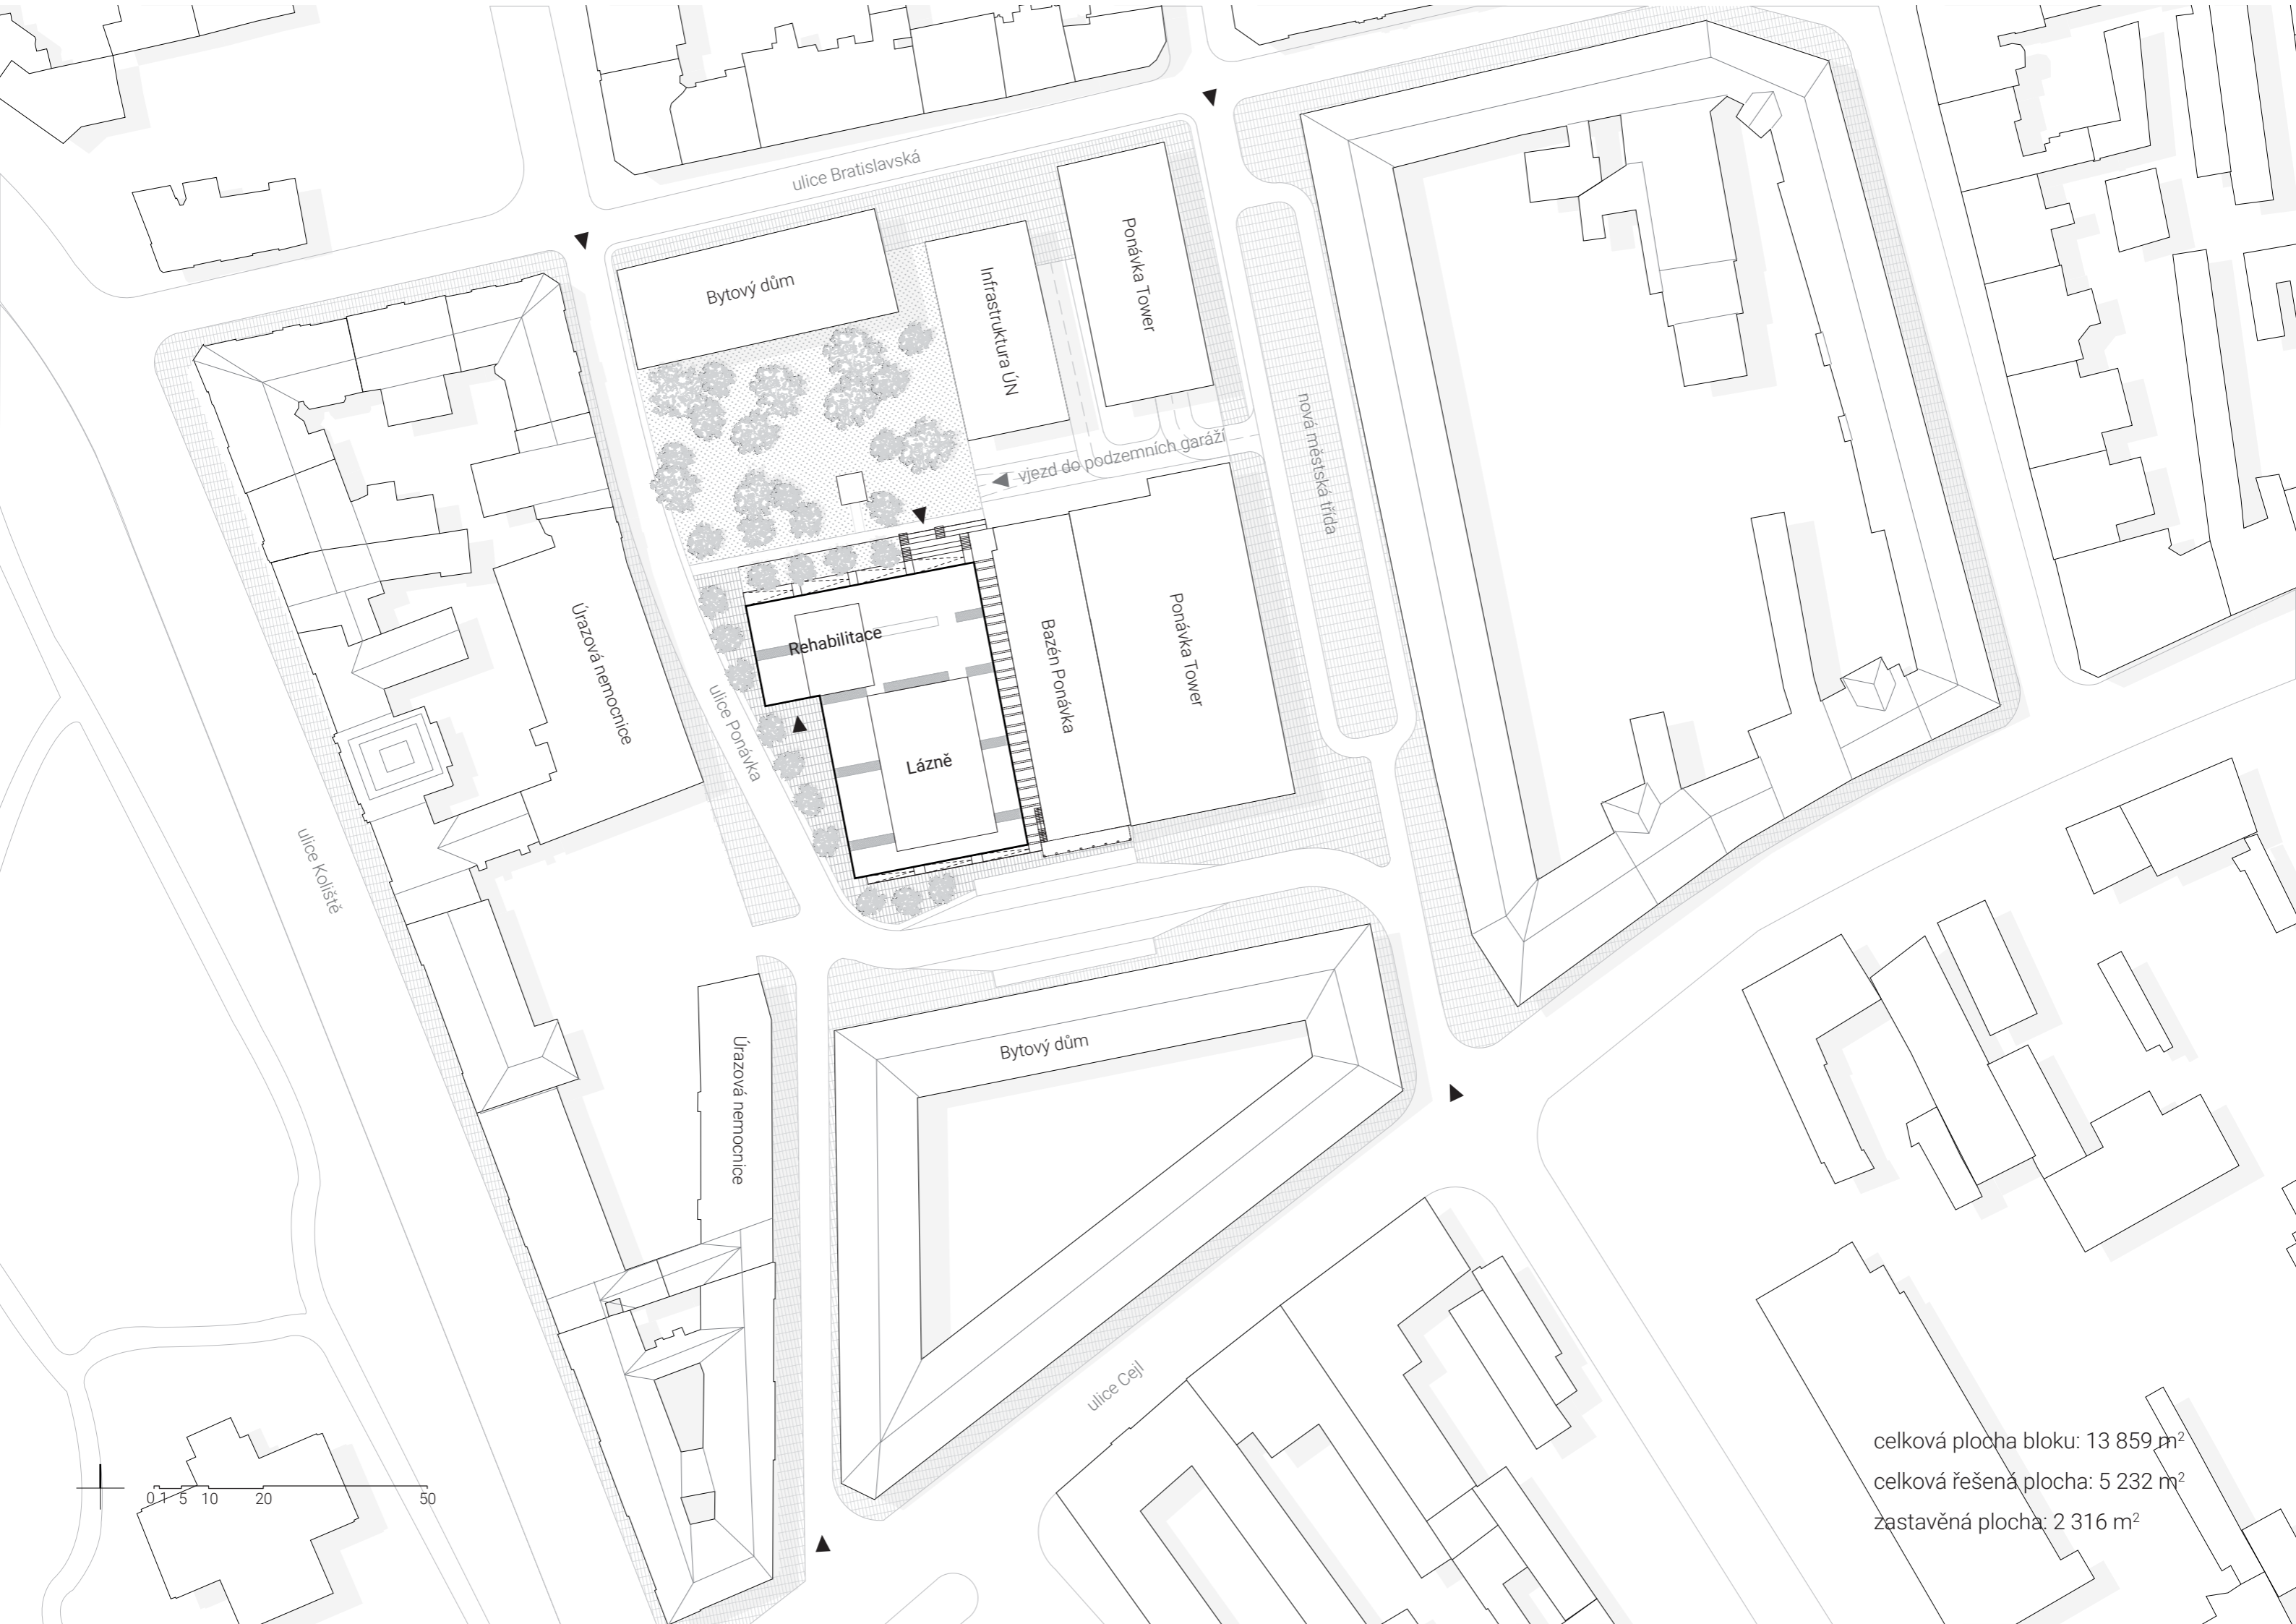 ulice Bratislavská
Bytový dům
Infrastruktura ÚN
Ponávka Tower
nová městská třída
vjezd do podzemních garáží
Úrazová nemocnice
ulice Ponávka
Rehabilitace
Lázně
Bazén Ponávka
Ponávka Tower
ulice Koliště
Úrazová nemocnice
Bytový dům
ulice Cejl
0 1 5 10 20 50
celková plocha bloku: 13 859 m²
celková řešená plocha: 5 232 m²
zastavěná plocha: 2 316 m²